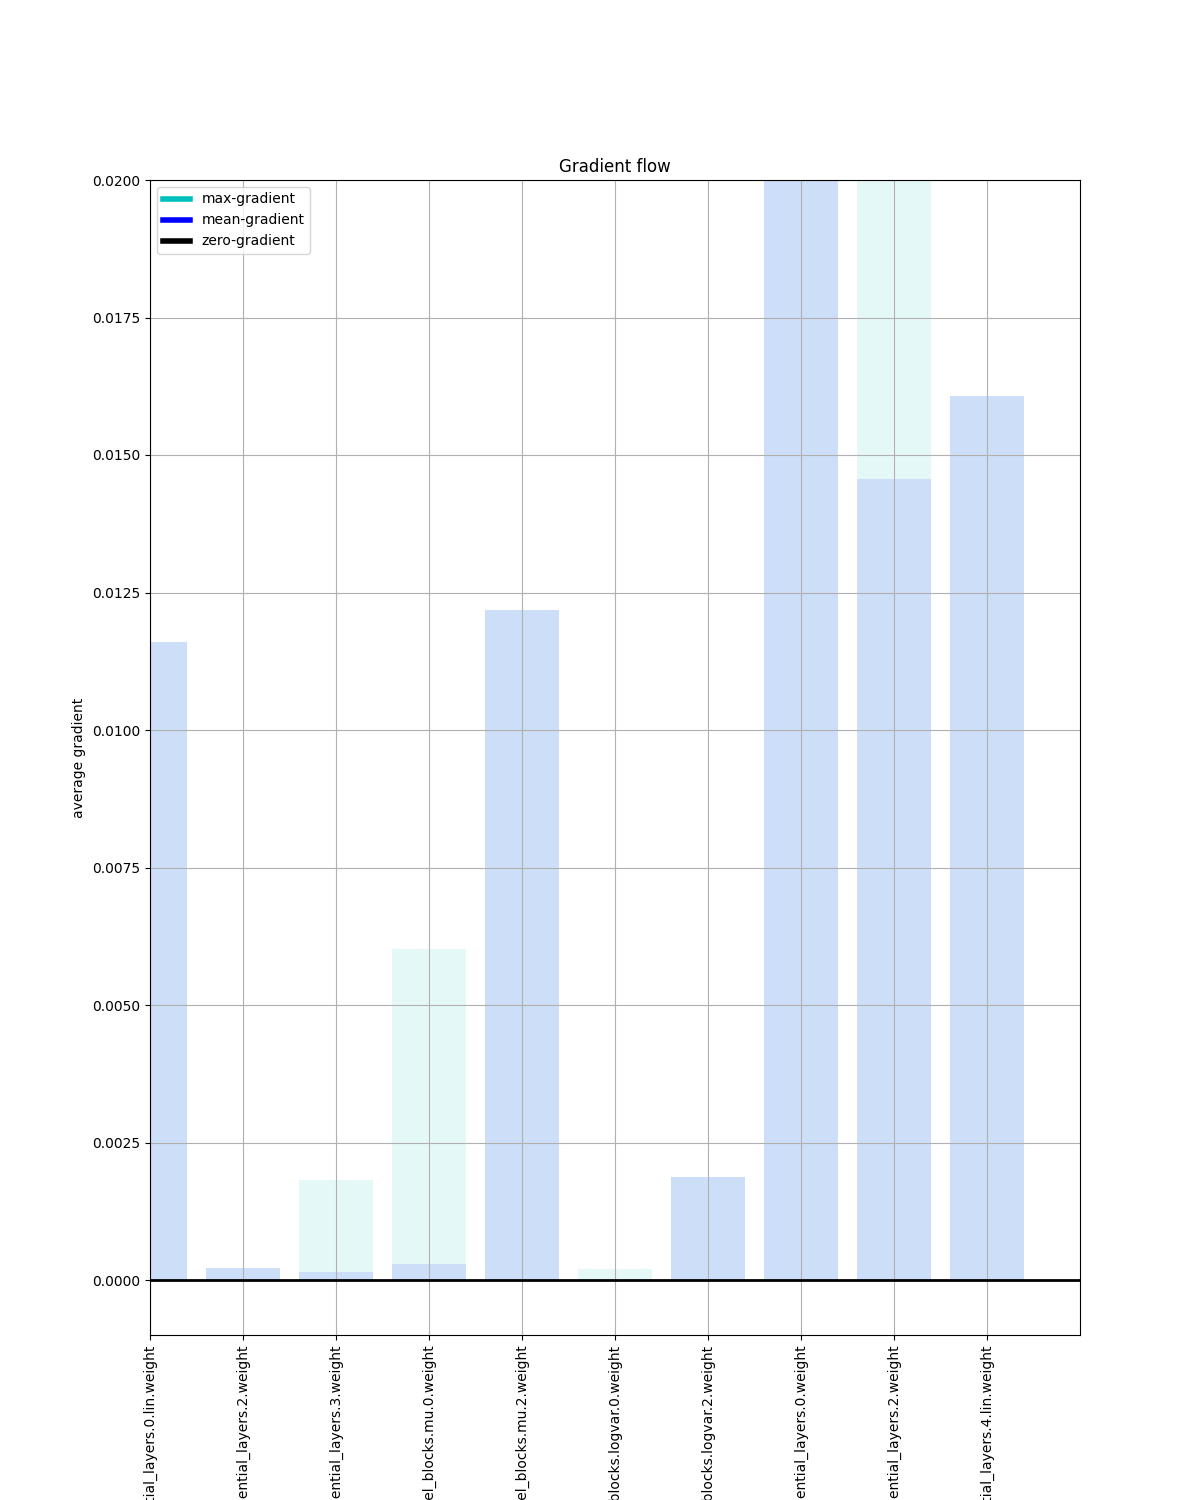 Gradient flow
max-gradient
mean-gradient
zero-gradient
0.0200
0.0175
0.0150
0.0125
0.0100
0.0075
0.0050
0.0025
0.0000
average gradient
tial_layers.0.lin.weight
ential_layers.2.weight
ential_layers.3.weight
el_blocks.mu.0.weight
el_blocks.mu.2.weight
blocks.logvar.0.weight
blocks.logvar.2.weight
ential_layers.0.weight
ential_layers.2.weight
tial_layers.4.lin.weight